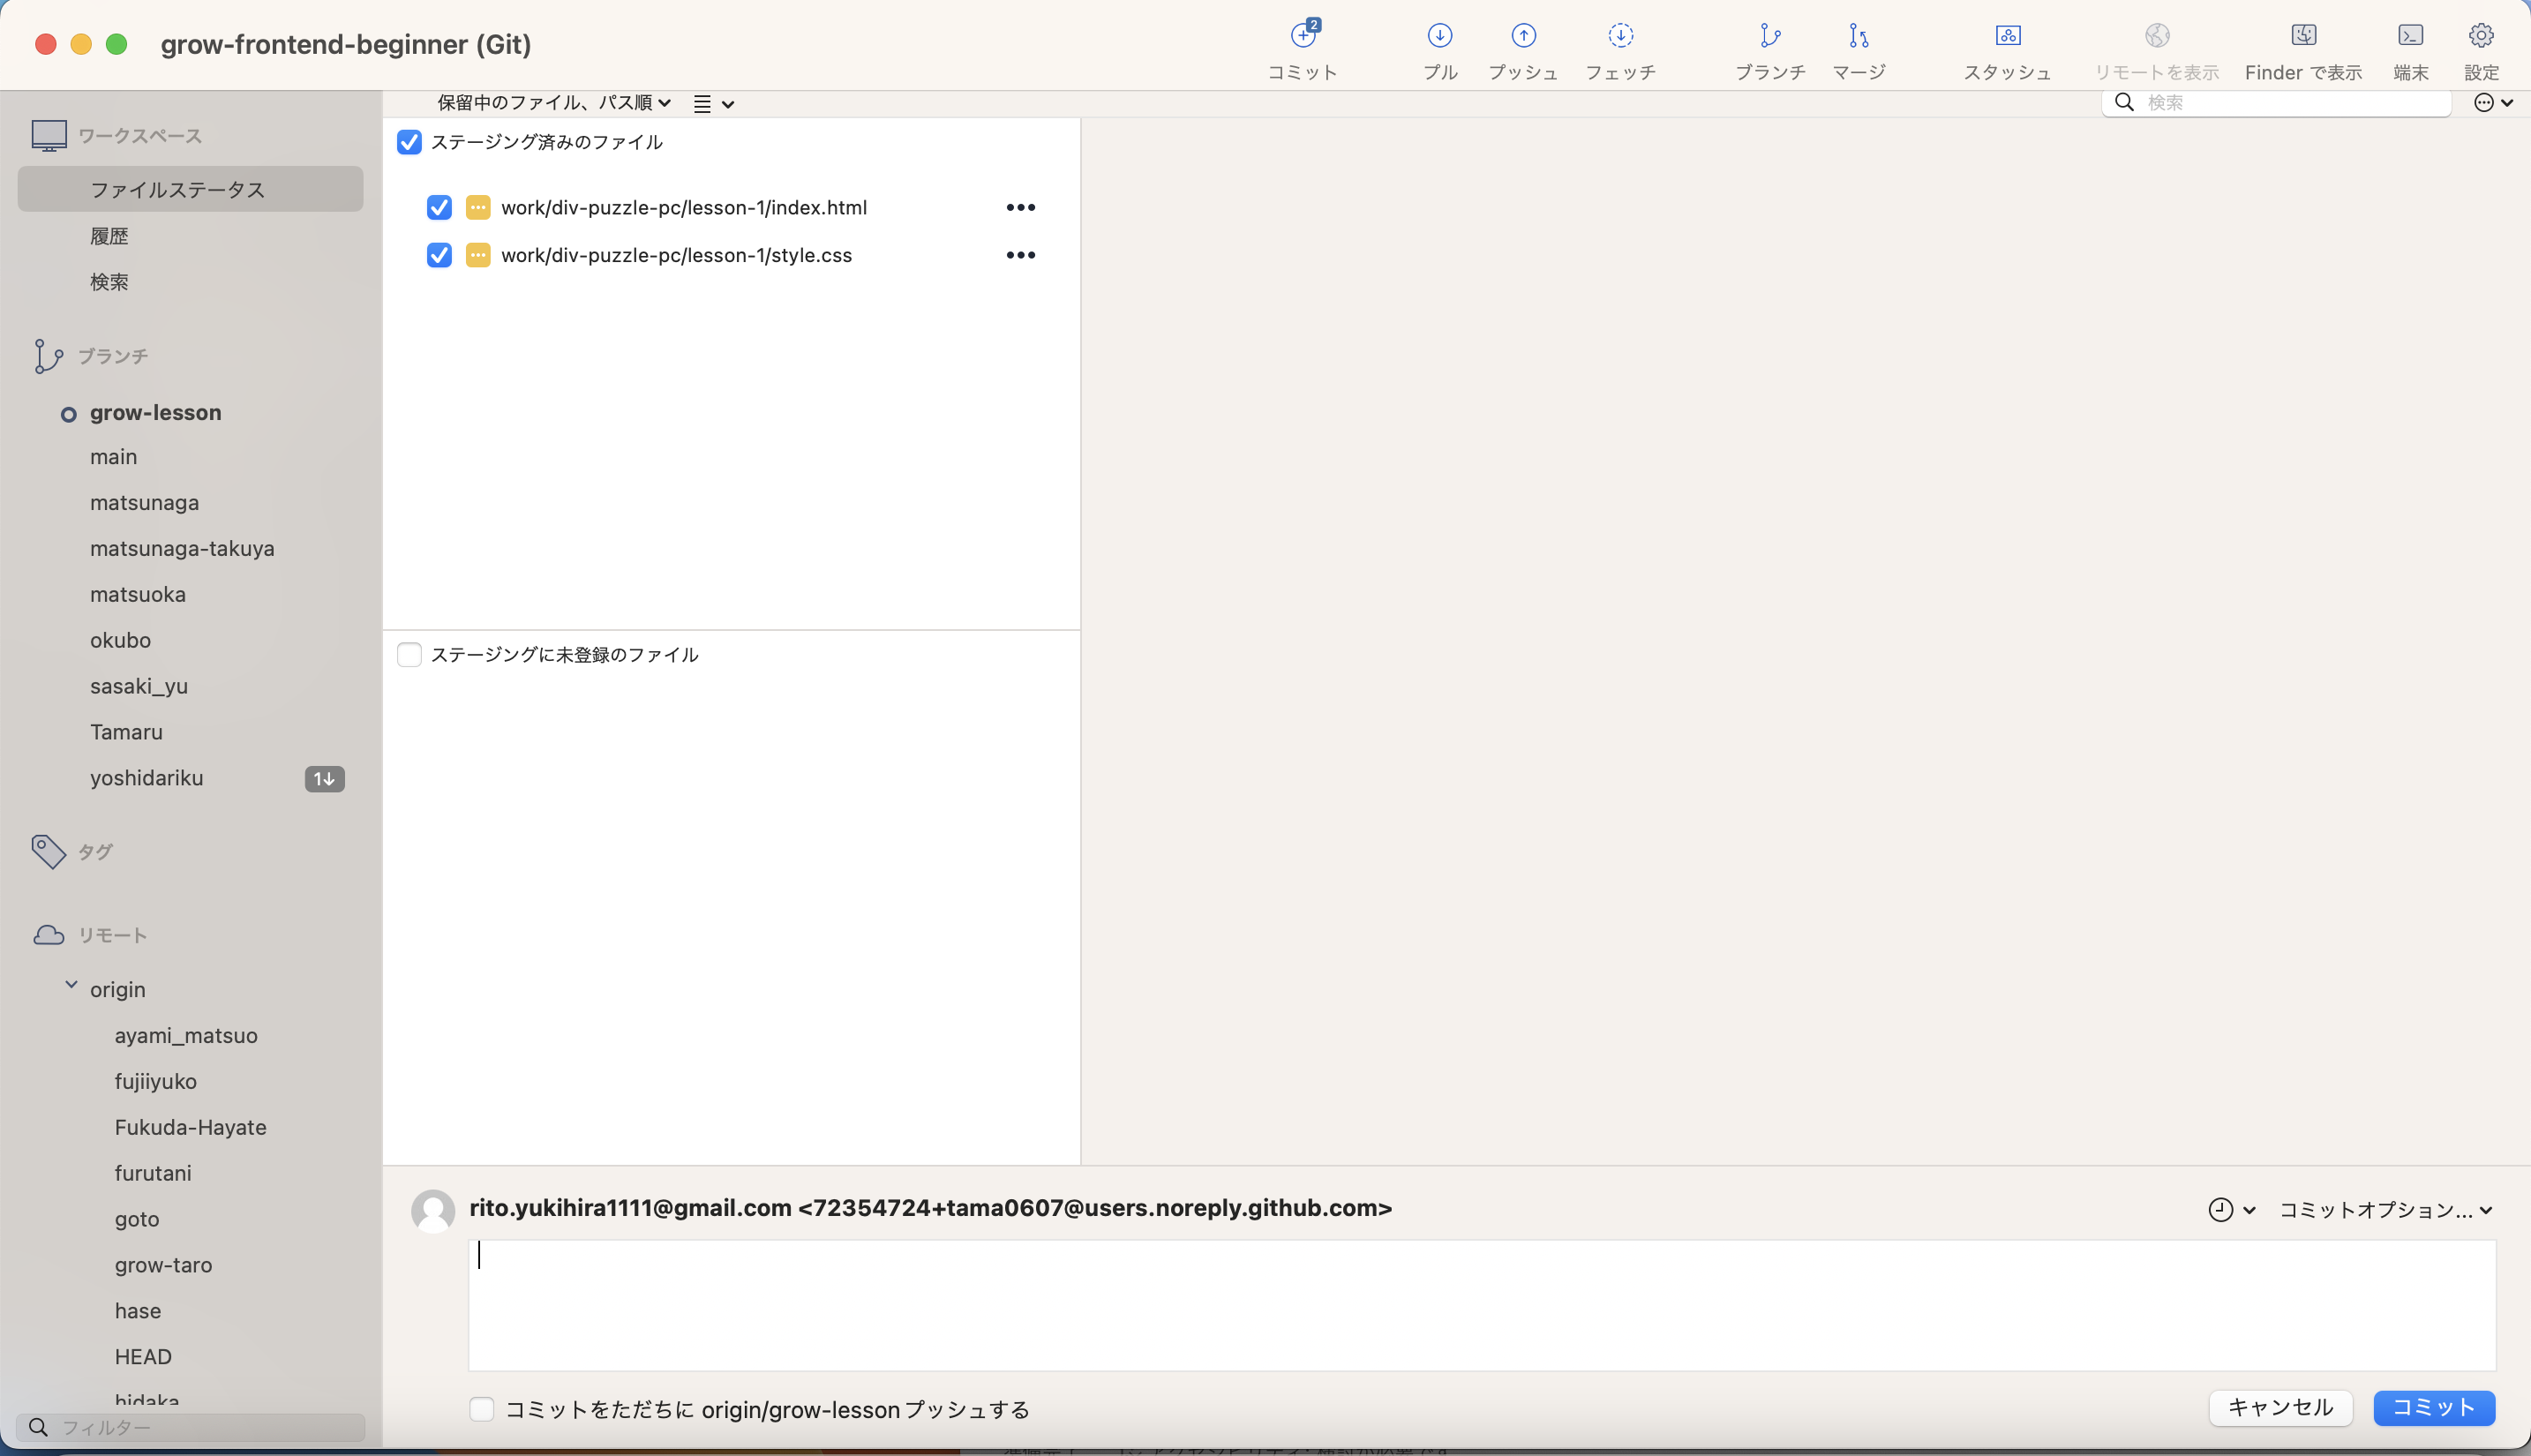 grow-frontend-beginner (Git)
2
コミット
プル
プッシュ
フェッチ
ブランチ
マージ
スタッシュ
リモートを表示
Finder で表示
端末
設定
保留中のファイル、パス順
検索
ワークスペース
ファイルステータス
履歴
検索
ブランチ
grow-lesson
main
matsunaga
matsunaga-takuya
matsuoka
okubo
sasaki_yu
Tamaru
yoshidariku 1↓
タグ
リモート
origin
ayami_matsuo
fujiiyuko
Fukuda-Hayate
furutani
goto
grow-taro
hase
HEAD
hidaka
フィルター
ステージング済みのファイル
work/div-puzzle-pc/lesson-1/index.html
work/div-puzzle-pc/lesson-1/style.css
ステージングに未登録のファイル
rito.yukihira1111@gmail.com <72354724+tama0607@users.noreply.github.com>
コミットオプション...
コミットをただちに origin/grow-lesson プッシュする
キャンセル
コミット